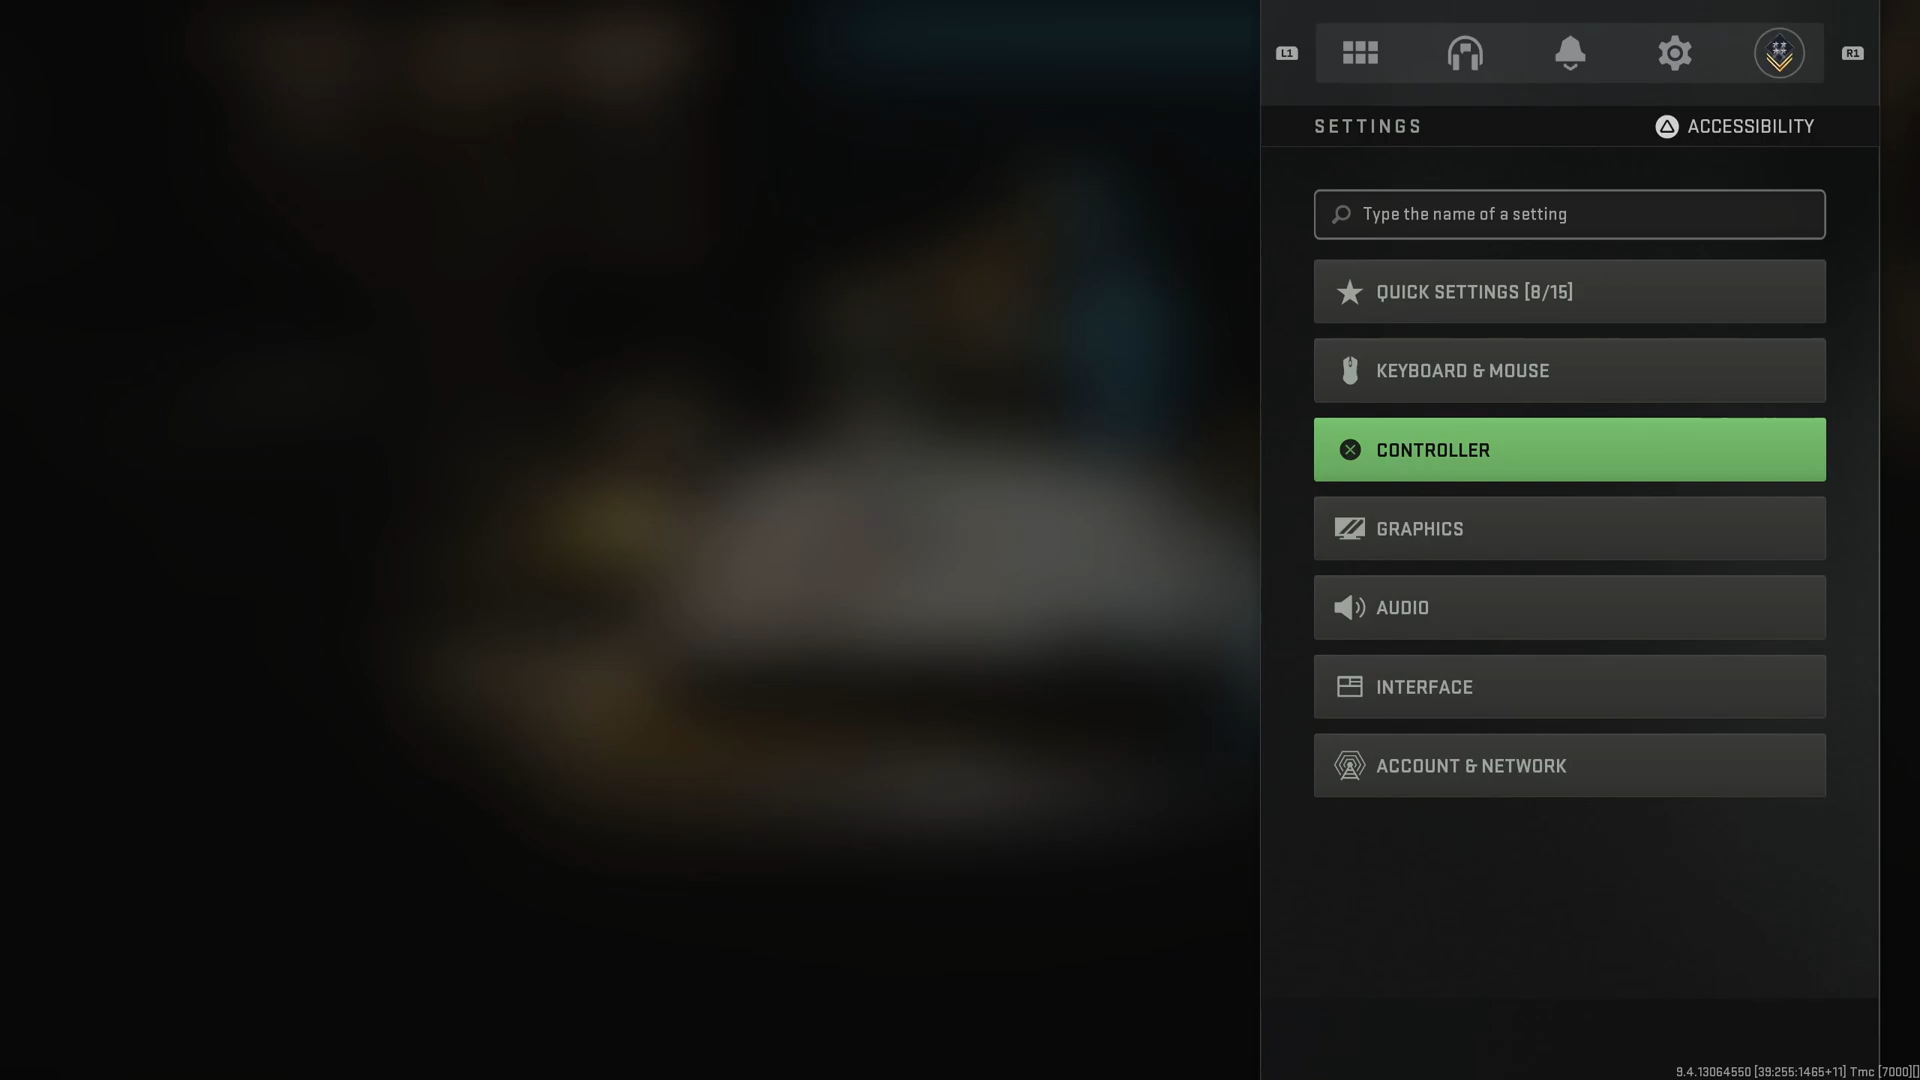 L1
R1
SETTINGS
ACCESSIBILITY
Type the name of a setting
QUICK SETTINGS [8/15]
KEYBOARD & MOUSE
CONTROLLER
GRAPHICS
AUDIO
INTERFACE
ACCOUNT & NETWORK
9.4.13064550 [39:255:1465+11] Tmc [7000][]